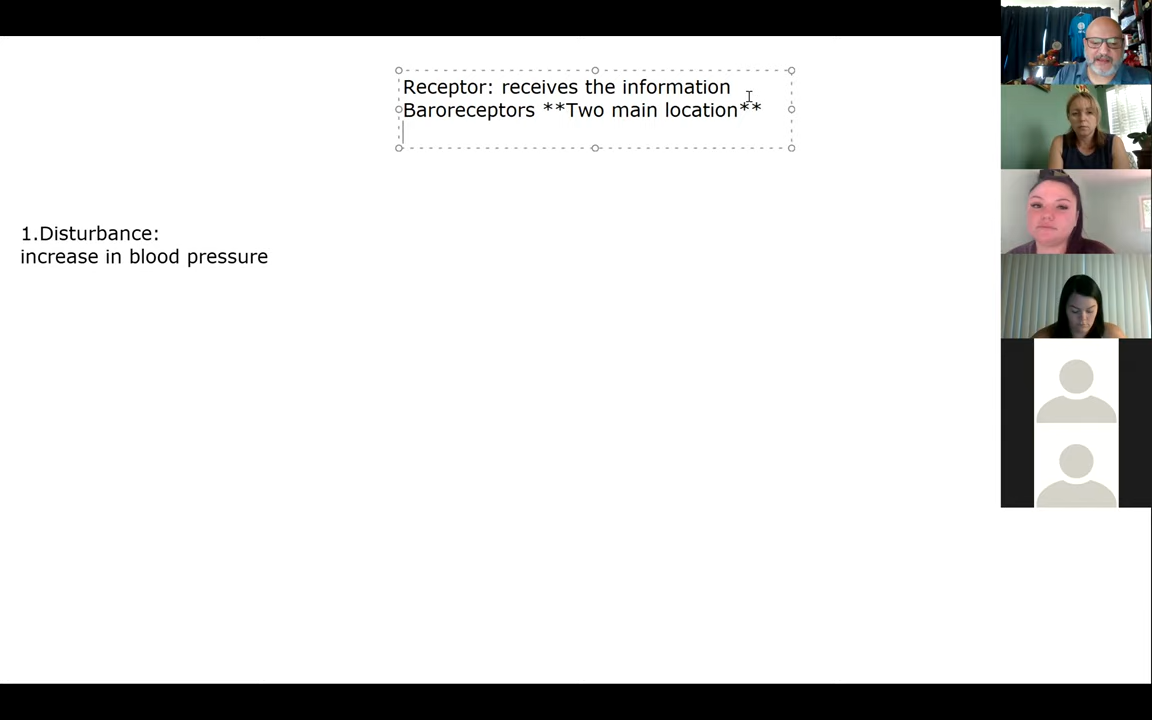 Receptor: receives the information
Baroreceptors **Two main location**
1.Disturbance:
increase in blood pressure